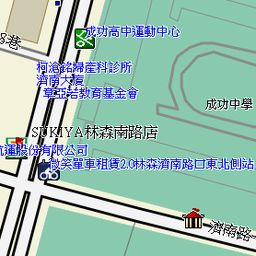 成功高中運動中心
路巷
柯滄銘婦產科診所
濟南大廈
韋亞若教育基金會
成功中學
SUKIYA林森南路店
航運股份有限公司
微笑單車租賃2.0林森濟南路口東北側站
濟南路